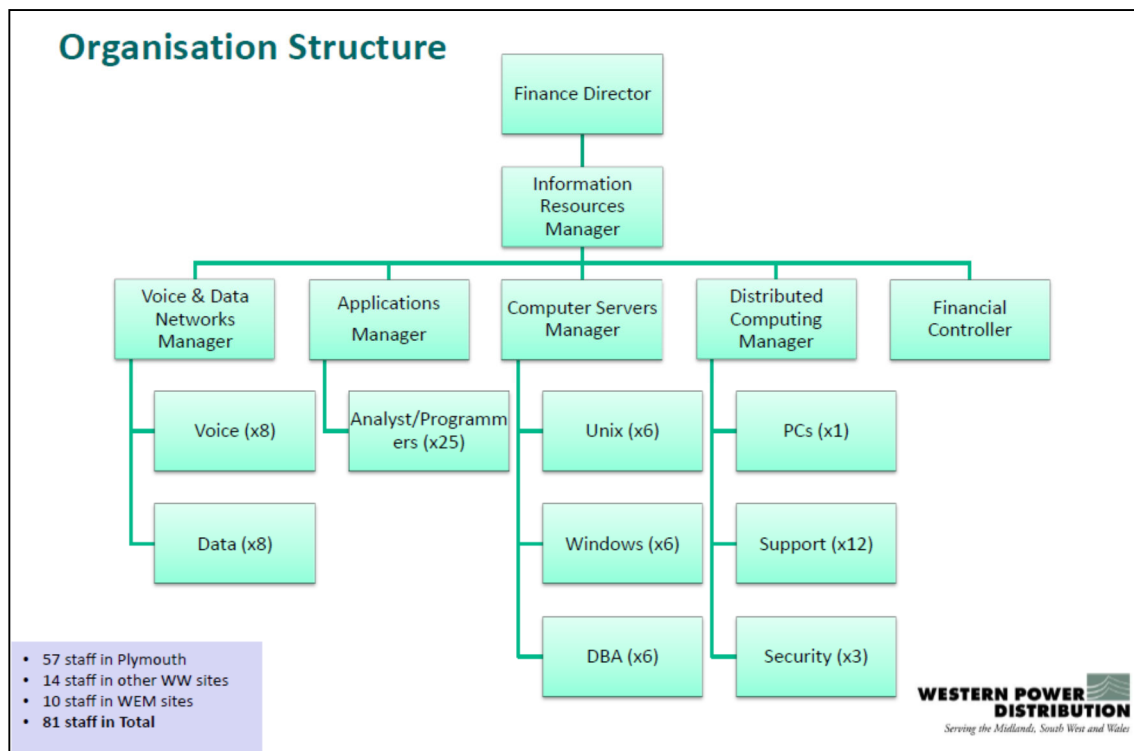 Organisation Structure
Finance Director
Information
Resources
Manager
Voice & Data
Networks
Manager
Applications
Manager
Computer Servers
Manager
Distributed
Computing
Manager
Financial
Controller
Voice (x8)
Analyst/Programm
ers (x25)
Unix (x6)
PCs (x1)
Data (x8)
Windows (x6)
Support (x12)
DBA (x6)
Security (x3)
• 57 staff in Plymouth
• 14 staff in other WW sites
• 10 staff in WEM sites
• 81 staff in Total
WESTERN POWER
DISTRIBUTION
Serving the Midlands, South West and Wales